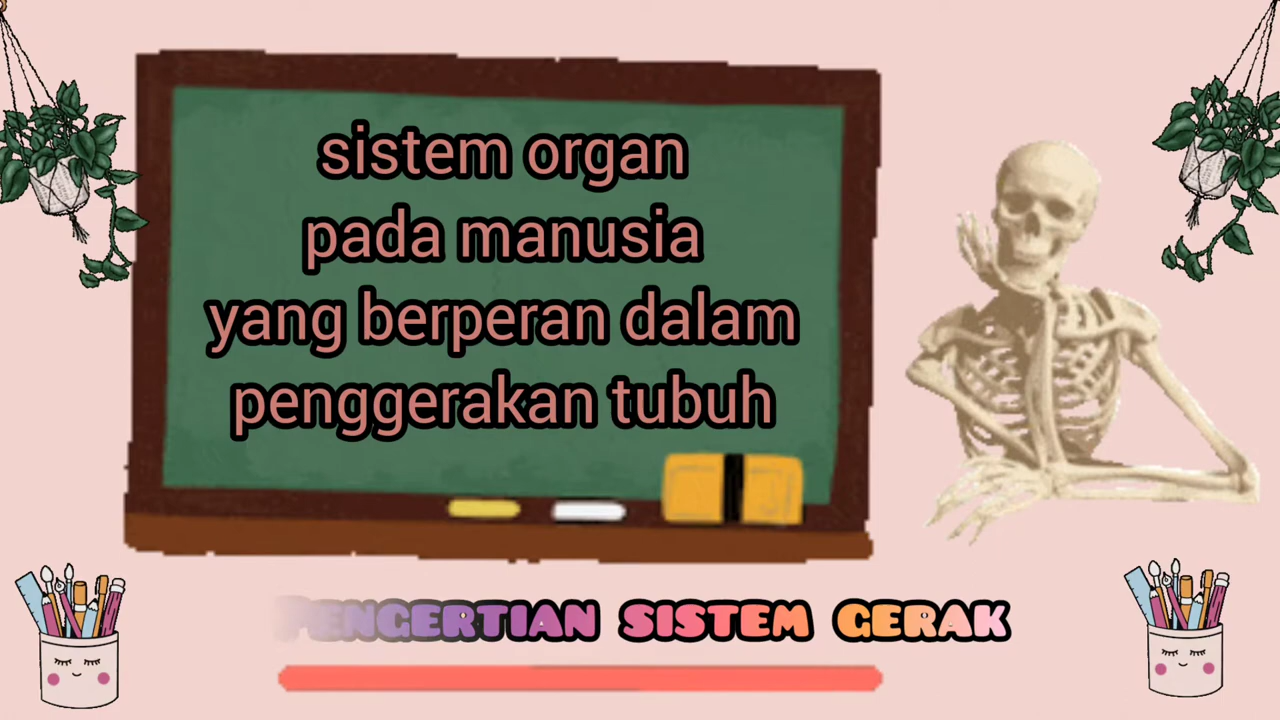 sistem organ
pada manusia
yang berperan dalam
penggerakan tubuh
PENGERTIAN SISTEM GERAK